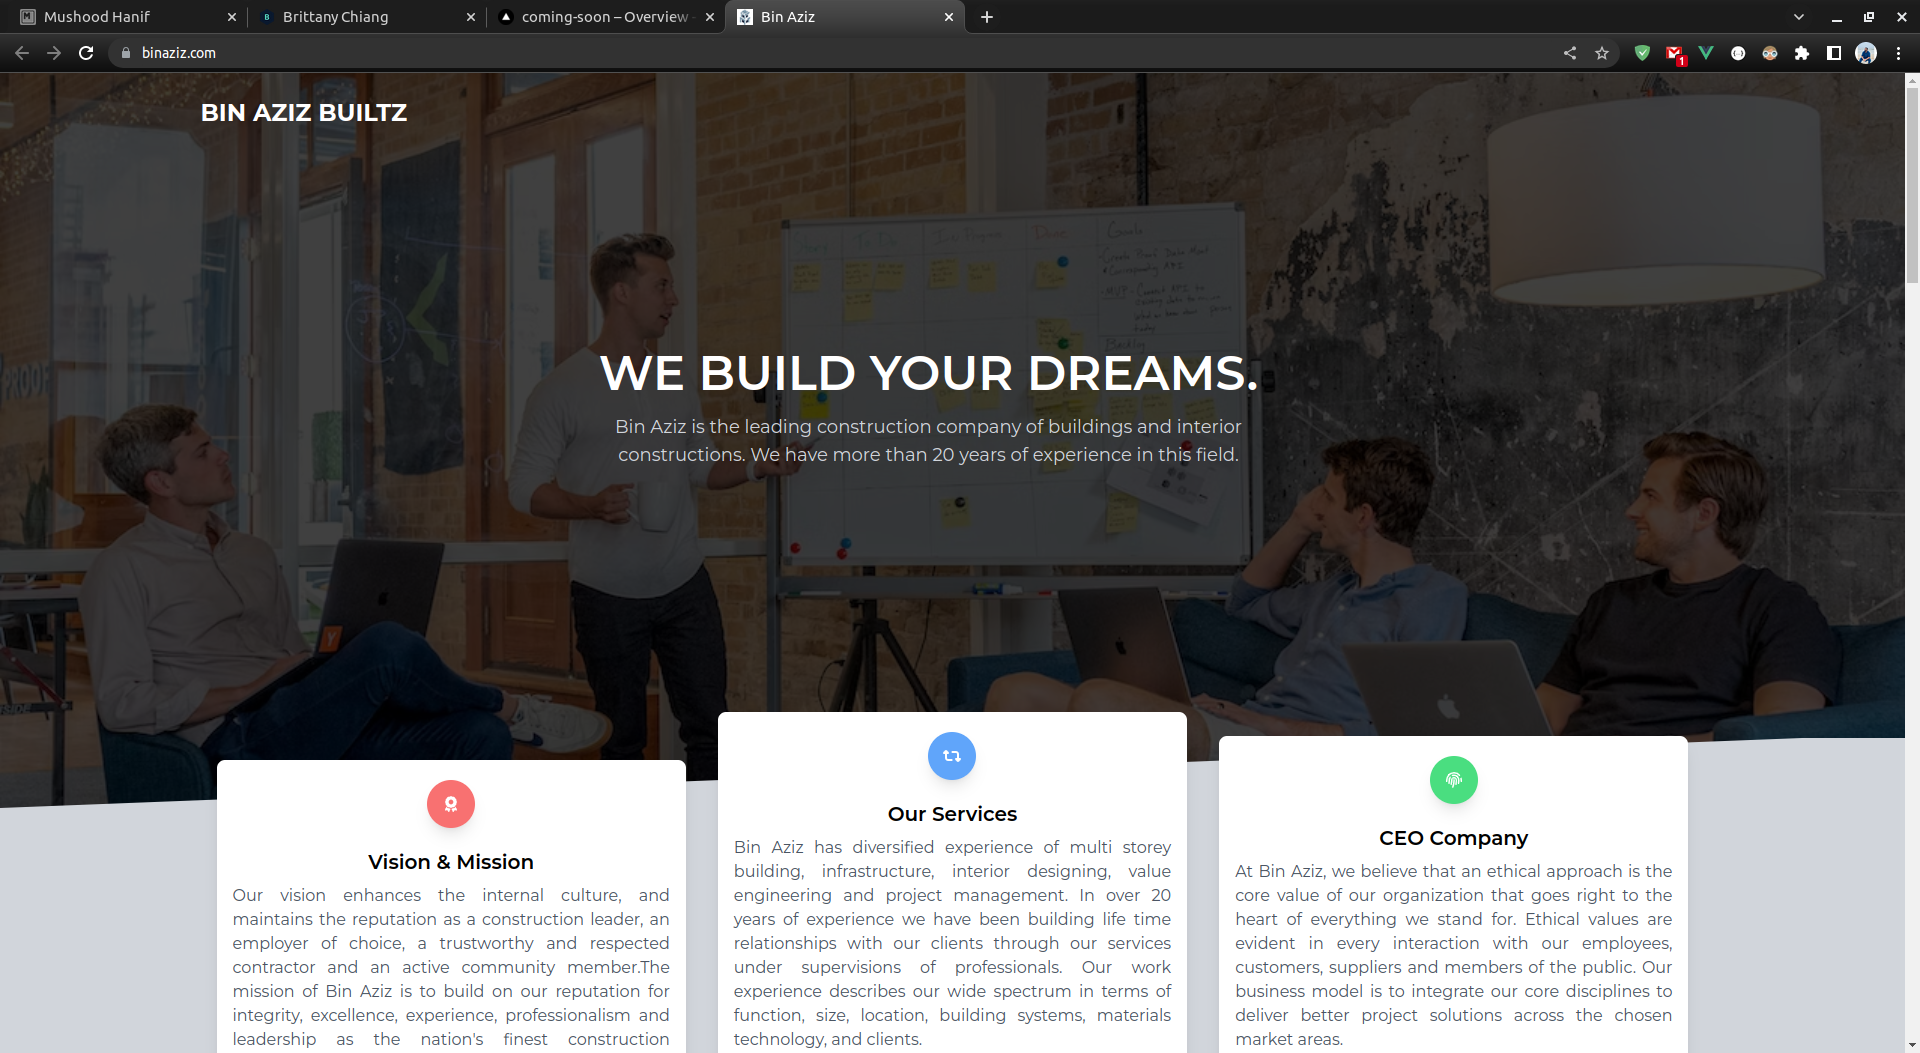 Mushood Hanif
Brittany Chiang
coming-soon – Overview
Bin Aziz
binaziz.com
1
BIN AZIZ BUILTZ
To Do
Done
Goals
PROOF
WE BUILD YOUR DREAMS.
Bin Aziz is the leading construction company of buildings and interior
constructions. We have more than 20 years of experience in this field.
Y
Vision & Mission
Our vision enhances the internal culture, and
maintains the reputation as a construction leader, an
employer of choice, a trustworthy and respected
contractor and an active community member.The
mission of Bin Aziz is to build on our reputation for
integrity, excellence, experience, professionalism and
leadership as the nation's finest construction
Our Services
Bin Aziz has diversified experience of multi storey
building, infrastructure, interior designing, value
engineering and project management. In over 20
years of experience we have been building life time
relationships with our clients through our services
under supervisions of professionals. Our work
experience describes our wide spectrum in terms of
function, size, location, building systems, materials
technology, and clients.
CEO Company
At Bin Aziz, we believe that an ethical approach is the
core value of our organization that goes right to the
heart of everything we stand for. Ethical values are
evident in every interaction with our employees,
customers, suppliers and members of the public. Our
business model is to integrate our core disciplines to
deliver better project solutions across the chosen
market areas.